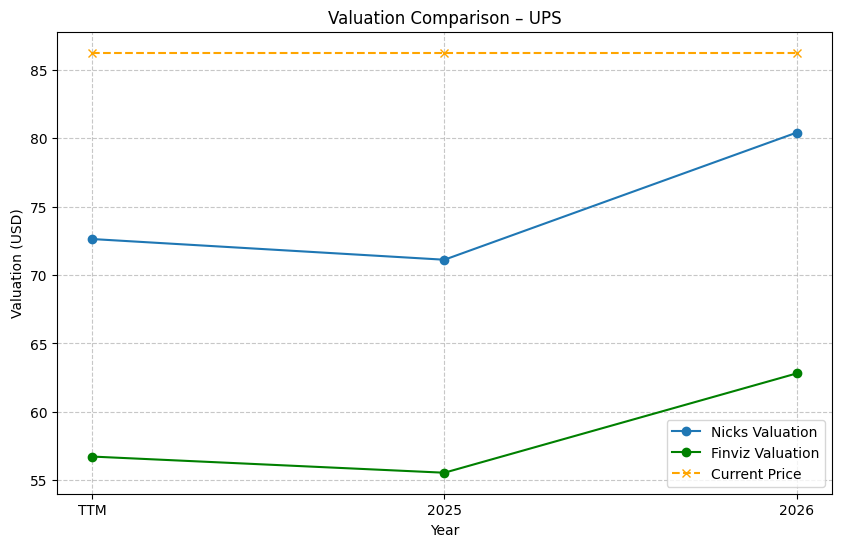 Valuation Comparison – UPS
Valuation (USD)
85
80
75
70
65
60
55
TTM
2025
2026
Year
Nicks Valuation
Finviz Valuation
Current Price